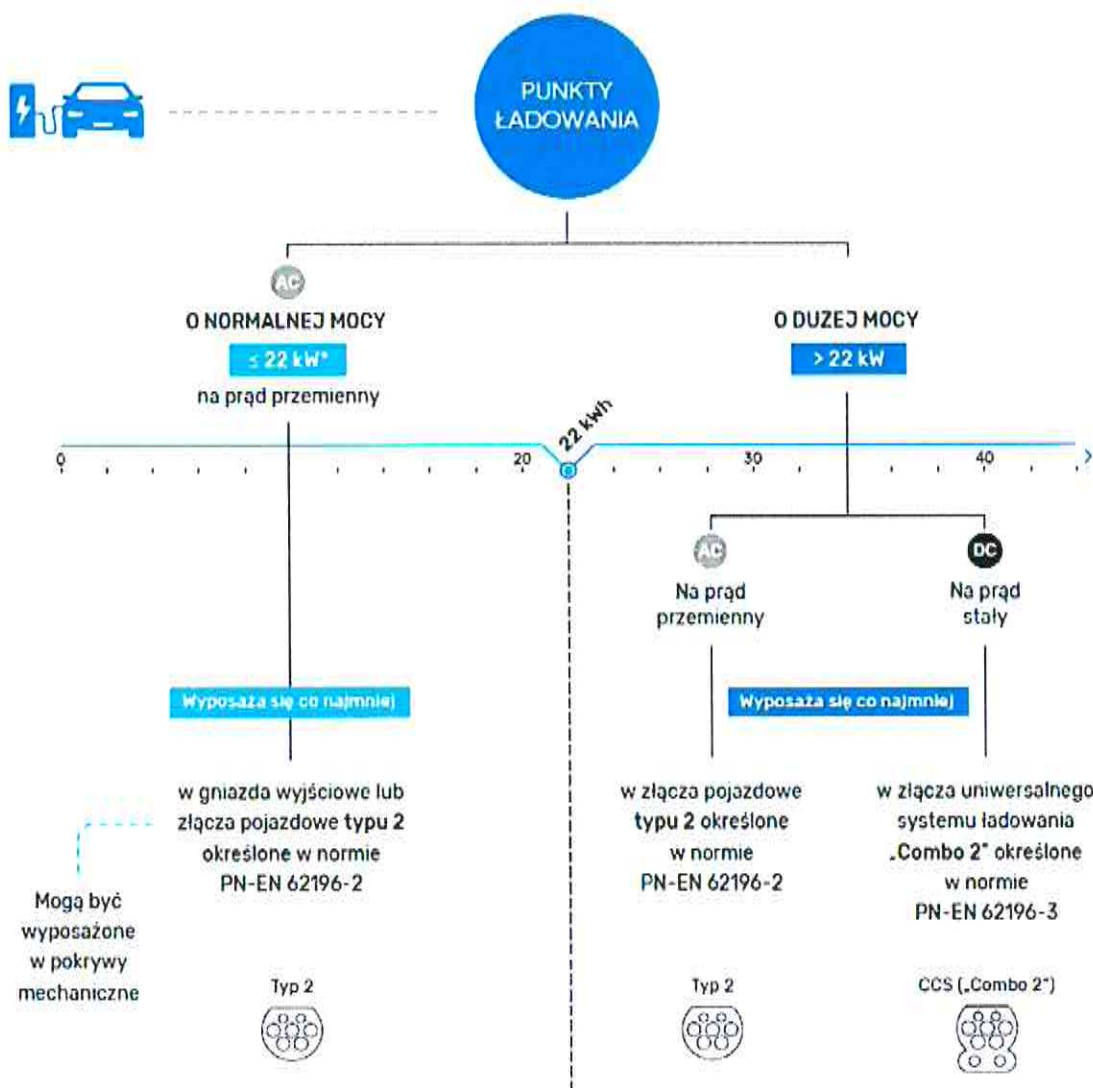 PUNKTY
ŁADOWANIA
AC
O NORMALNEJ MOCY
≤ 22 kW*
na prąd przemienny
O DUŻEJ MOCY
> 22 kW
22 kWh
0
20
30
40
AC
Na prąd
przemienny
DC
Na prąd
stały
Wyposaża się co najmniej
Wyposaża się co najmniej
w gniazda wyjściowe lub
złącza pojazdowe typu 2
określone w normie
PN-EN 62196-2
Mogą być
wyposażone
w pokrywy
mechaniczne
w złącza pojazdowe
typu 2 określone
w normie
PN-EN 62196-2
w złącza uniwersalnego
systemu ładowania
„Combo 2" określone
w normie
PN-EN 62196-3
Typ 2
Typ 2
CCS („Combo 2")